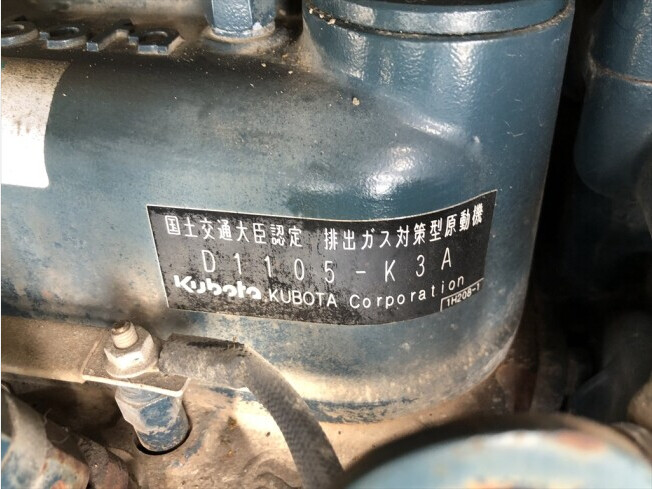 国土交通大臣認定 排出ガス対策型原動機
D1105-K3A
Kubota KUBOTA Corporation
1H208-1